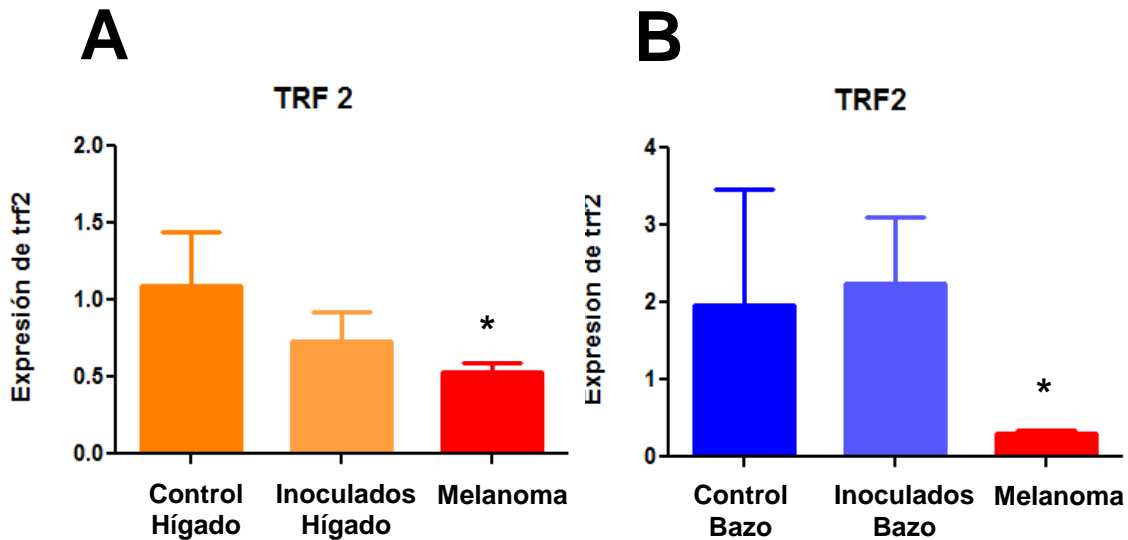 A
TRF 2
Expresión de trf2
2.0
1.5
1.0
0.5
0.0
*
Control
Hígado
Inoculados
Hígado
Melanoma
B
TRF2
Expresión de trf2
4
3
2
1
0
*
Control
Bazo
Inoculados
Bazo
Melanoma